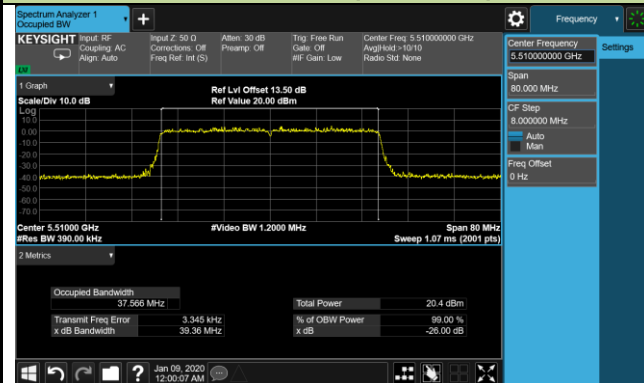 Spectrum Analyzer 1
Occupied BW
Frequency
KEYSIGHT
Input: RF
Coupling: AC
Align: Auto
Input Z: 50 Ω
Corrections: Off
Freq Ref: Int (S)
Atten: 30 dB
Preamp: Off
Trig: Free Run
Gate: Off
#IF Gain: Low
Center Freq: 5.510000000 GHz
Avg|Hold:>10/10
Radio Std: None
Center Frequency
5.510000000 GHz
Settings
Span
80.000 MHz
CF Step
8.000000 MHz
Auto
Man
Freq Offset
0 Hz
1 Graph
Scale/Div 10.0 dB
Ref Lvl Offset 13.50 dB
Ref Value 20.00 dBm
Log
10.0
0.00
-10.0
-20.0
-30.0
-40.0
-50.0
-60.0
-70.0
Center 5.51000 GHz
#Res BW 390.00 kHz
#Video BW 1.2000 MHz
Span 80 MHz
Sweep 1.07 ms (2001 pts)
2 Metrics
Occupied Bandwidth
37.566 MHz
Transmit Freq Error 3.345 kHz
x dB Bandwidth 39.36 MHz
Total Power 20.4 dBm
% of OBW Power 99.00 %
x dB -26.00 dB
Jan 09, 2020
12:00:07 AM